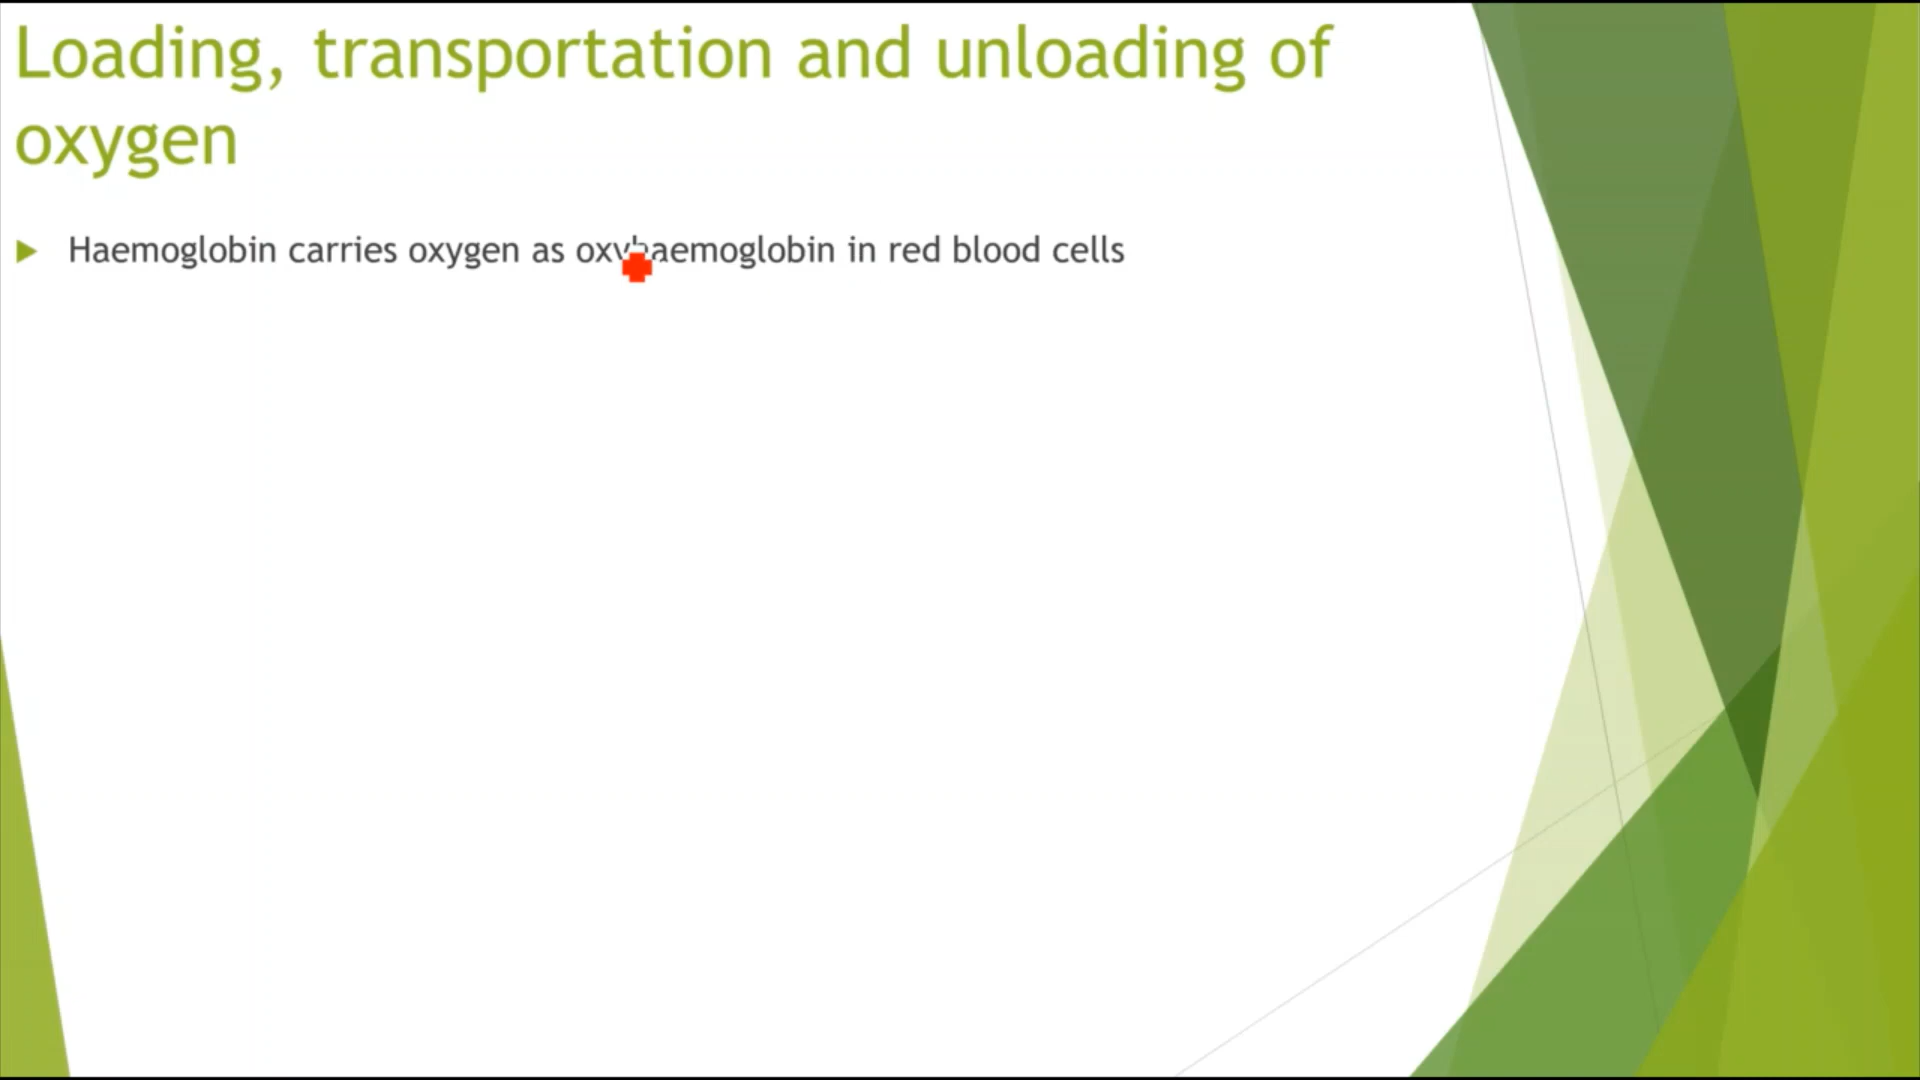 Loading, transportation and unloading of
oxygen
Haemoglobin carries oxygen as oxyhaemoglobin in red blood cells